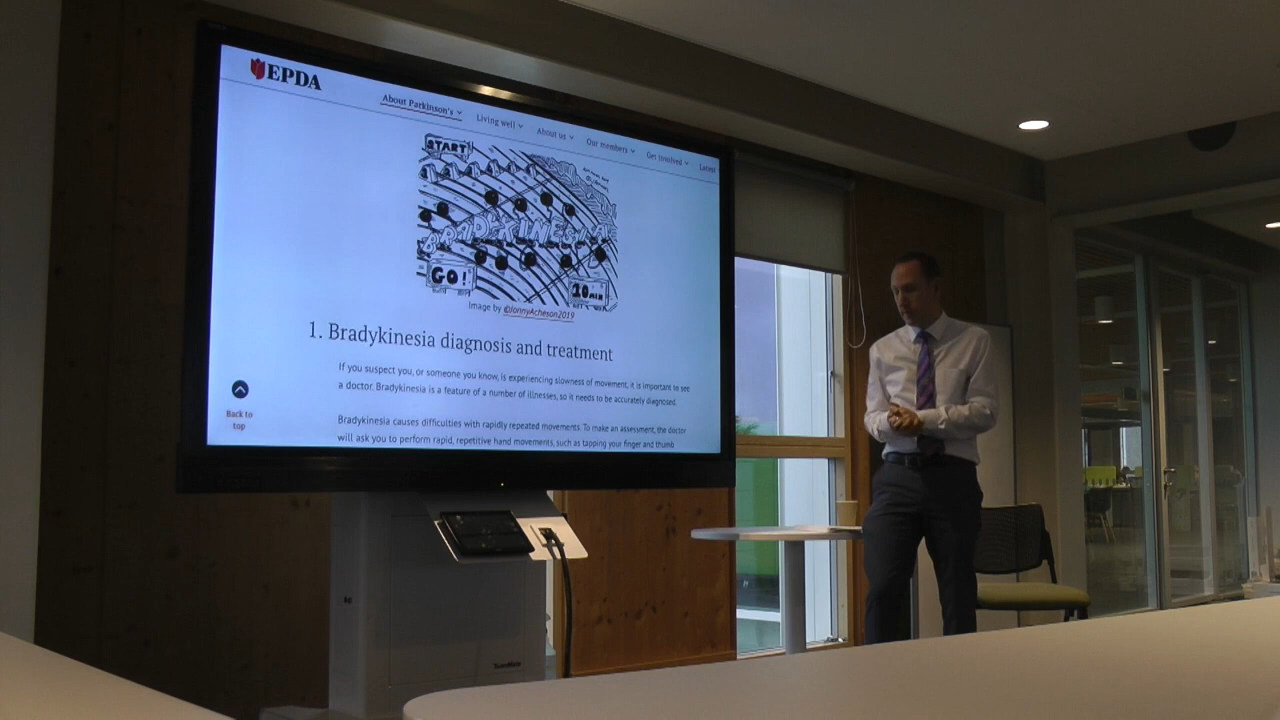 EPDA
About Parkinson's
Living well
About us
Our members
Get involved
Latest
START
BRADYKINESIA
GO!
10 MIN
Image by @JonnyAcheson2019
1. Bradykinesia diagnosis and treatment
If you suspect you, or someone you know, is experiencing slowness of movement, it is important to see
a doctor. Bradykinesia is a feature of a number of illnesses, so it needs to be accurately diagnosed.
Bradykinesia causes difficulties with rapidly repeated movements. To make an assessment, the doctor
will ask you to perform rapid, repetitive hand movements, such as tapping your finger and thumb
Back to
top
TeamMate